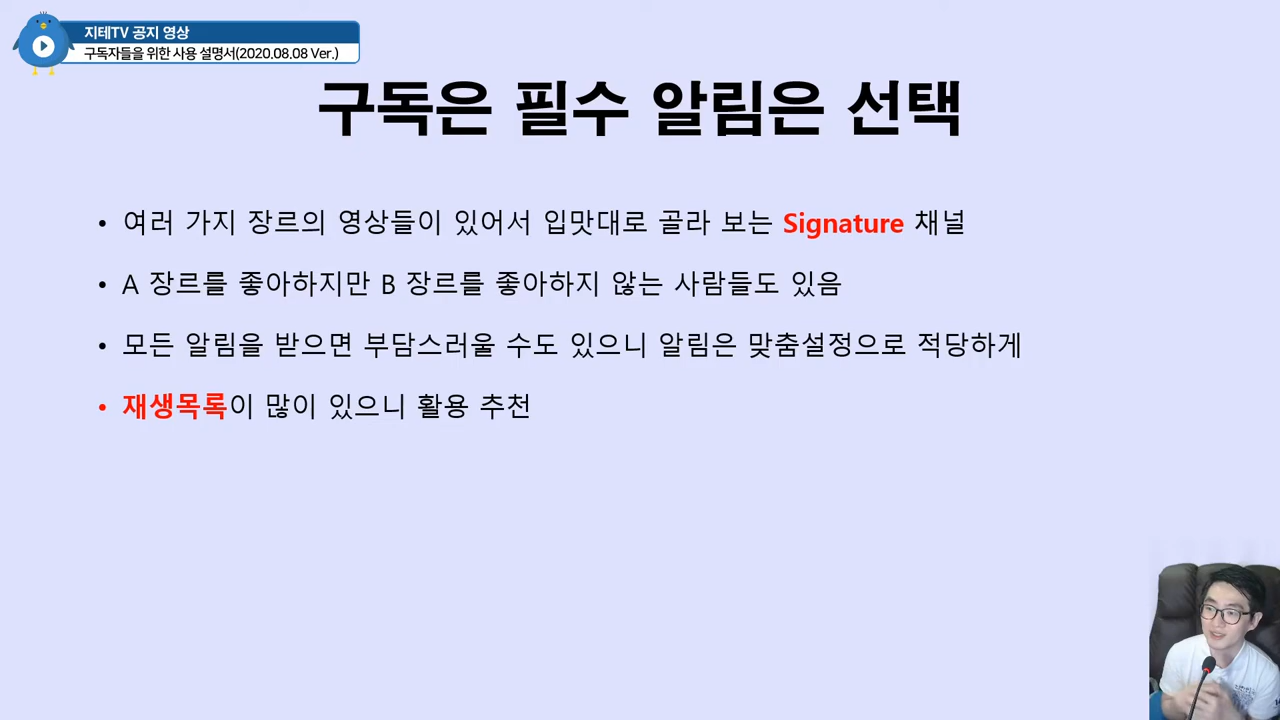 지테TV 공지 영상
구독자들을 위한 사용 설명서(2020.08.08 Ver.)
구독은 필수 알림은 선택
• 여러 가지 장르의 영상들이 있어서 입맛대로 골라 보는 Signature 채널
• A 장르를 좋아하지만 B 장르를 좋아하지 않는 사람들도 있음
• 모든 알림을 받으면 부담스러울 수도 있으니 알림은 맞춤설정으로 적당하게
• 재생목록이 많이 있으니 활용 추천